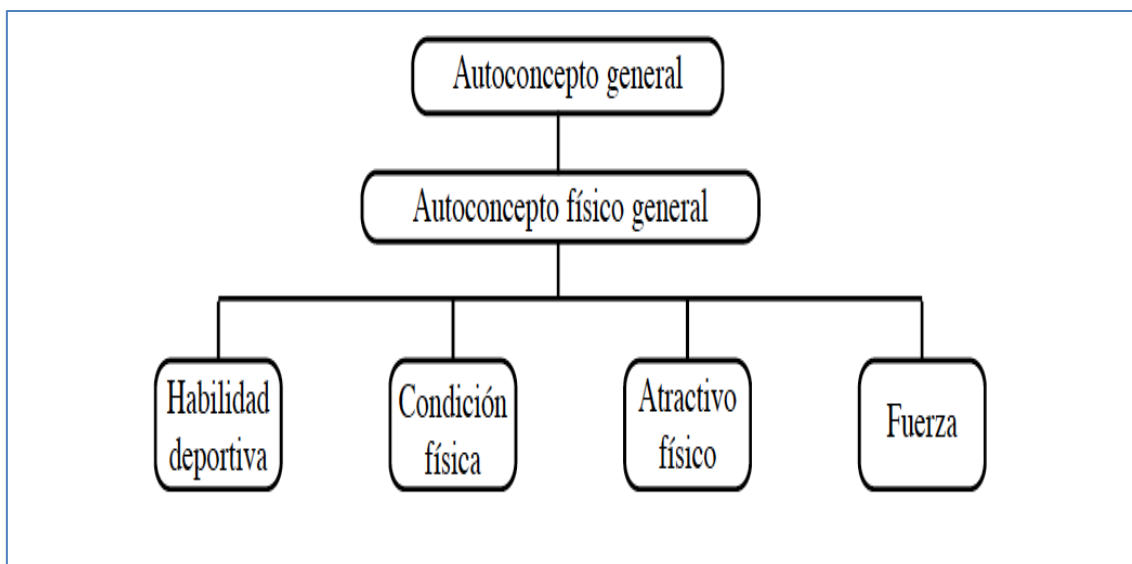 Autoconcepto general
Autoconcepto físico general
Habilidad
deportiva
Condición
física
Atractivo
físico
Fuerza